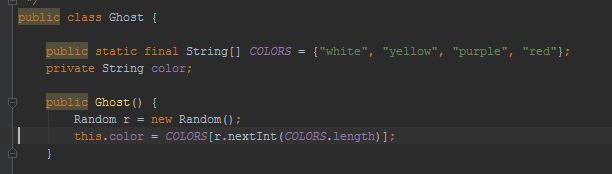 */
public class Ghost {
public static final String[] COLORS = {"white", "yellow", "purple", "red"};
private String color;
public Ghost() {
Random r = new Random();
this.color = COLORS[r.nextInt(COLORS.length)];
}